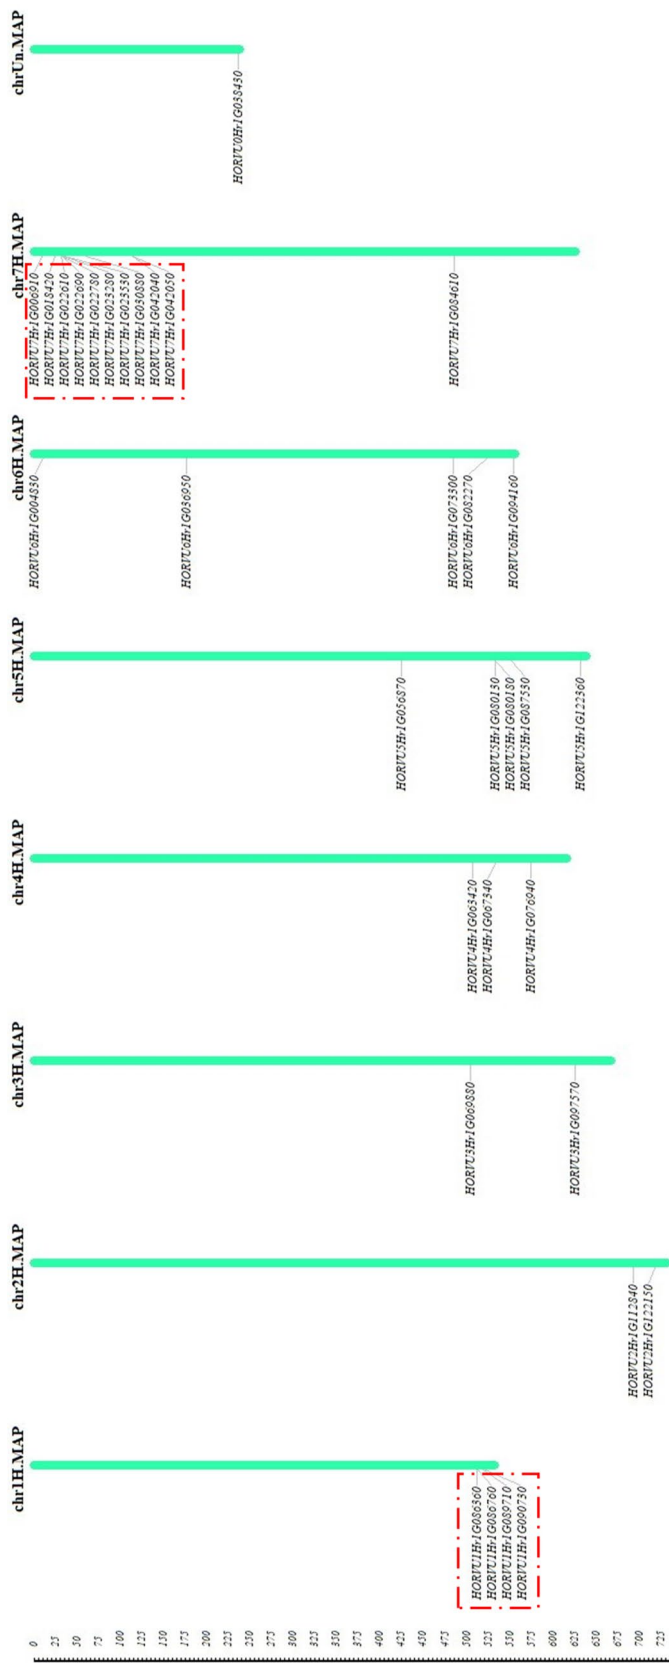 chrUn.MAP
HORVU0Hr1G038430
chr7H.MAP
HORVU7Hr1G006910
HORVU7Hr1G018420
HORVU7Hr1G022610
HORVU7Hr1G022690
HORVU7Hr1G022780
HORVU7Hr1G023280
HORVU7Hr1G023530
HORVU7Hr1G030880
HORVU7Hr1G042040
HORVU7Hr1G042050
HORVU7Hr1G084610
chr6H.MAP
HORVU6Hr1G004830
HORVU6Hr1G036950
HORVU6Hr1G073300
HORVU6Hr1G082270
HORVU6Hr1G094160
chr5H.MAP
HORVU5Hr1G056870
HORVU5Hr1G080130
HORVU5Hr1G080180
HORVU5Hr1G087530
HORVU5Hr1G122360
chr4H.MAP
HORVU4Hr1G063420
HORVU4Hr1G067340
HORVU4Hr1G076940
chr3H.MAP
HORVU3Hr1G069880
HORVU3Hr1G097570
chr2H.MAP
HORVU2Hr1G112840
HORVU2Hr1G122150
chr1H.MAP
HORVU1Hr1G086360
HORVU1Hr1G086760
HORVU1Hr1G089710
HORVU1Hr1G090730
0
25
50
75
100
125
150
175
200
225
250
275
300
325
350
375
400
425
450
475
500
525
550
575
600
625
650
675
700
725